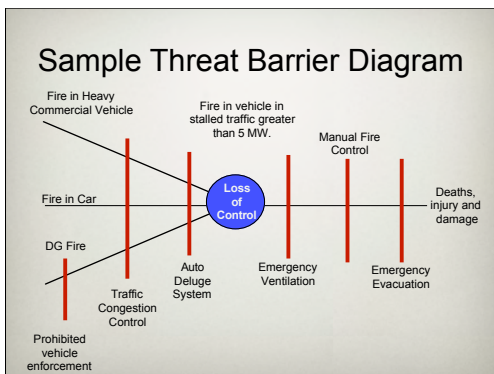 Sample Threat Barrier Diagram
Fire in Heavy
Commercial Vehicle
Fire in vehicle in
stalled traffic greater
than 5 MW.
Manual Fire
Control
Fire in Car
Loss
of
Control
Deaths,
injury and
damage
DG Fire
Auto
Deluge
System
Emergency
Ventilation
Emergency
Evacuation
Traffic
Congestion
Control
Prohibited
vehicle
enforcement